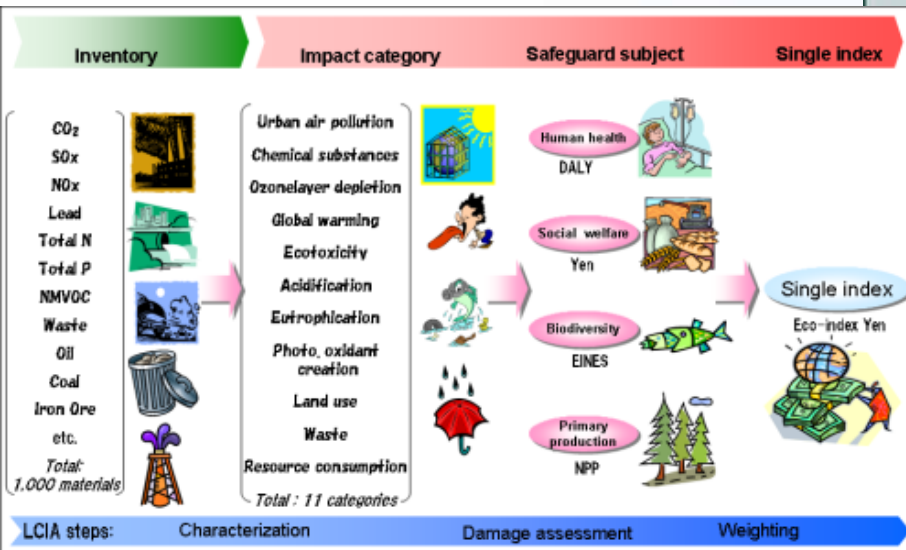 Inventory
Impact category
Safeguard subject
Single index
CO₂
SOx
NOx
Lead
Total N
Total P
NMVOC
Waste
Oil
Coal
Iron Ore
etc.
Total:
1,000 materials
Urban air pollution
Chemical substances
Ozonelayer depletion
Global warming
Ecotoxicity
Acidification
Eutrophication
Photo. oxidant
creation
Land use
Waste
Resource consumption
Total : 11 categories
Human health
DALY
Social welfare
Yen
Biodiversity
EINES
Primary
production
NPP
Single index
Eco-index Yen
LCIA steps:
Characterization
Damage assessment
Weighting